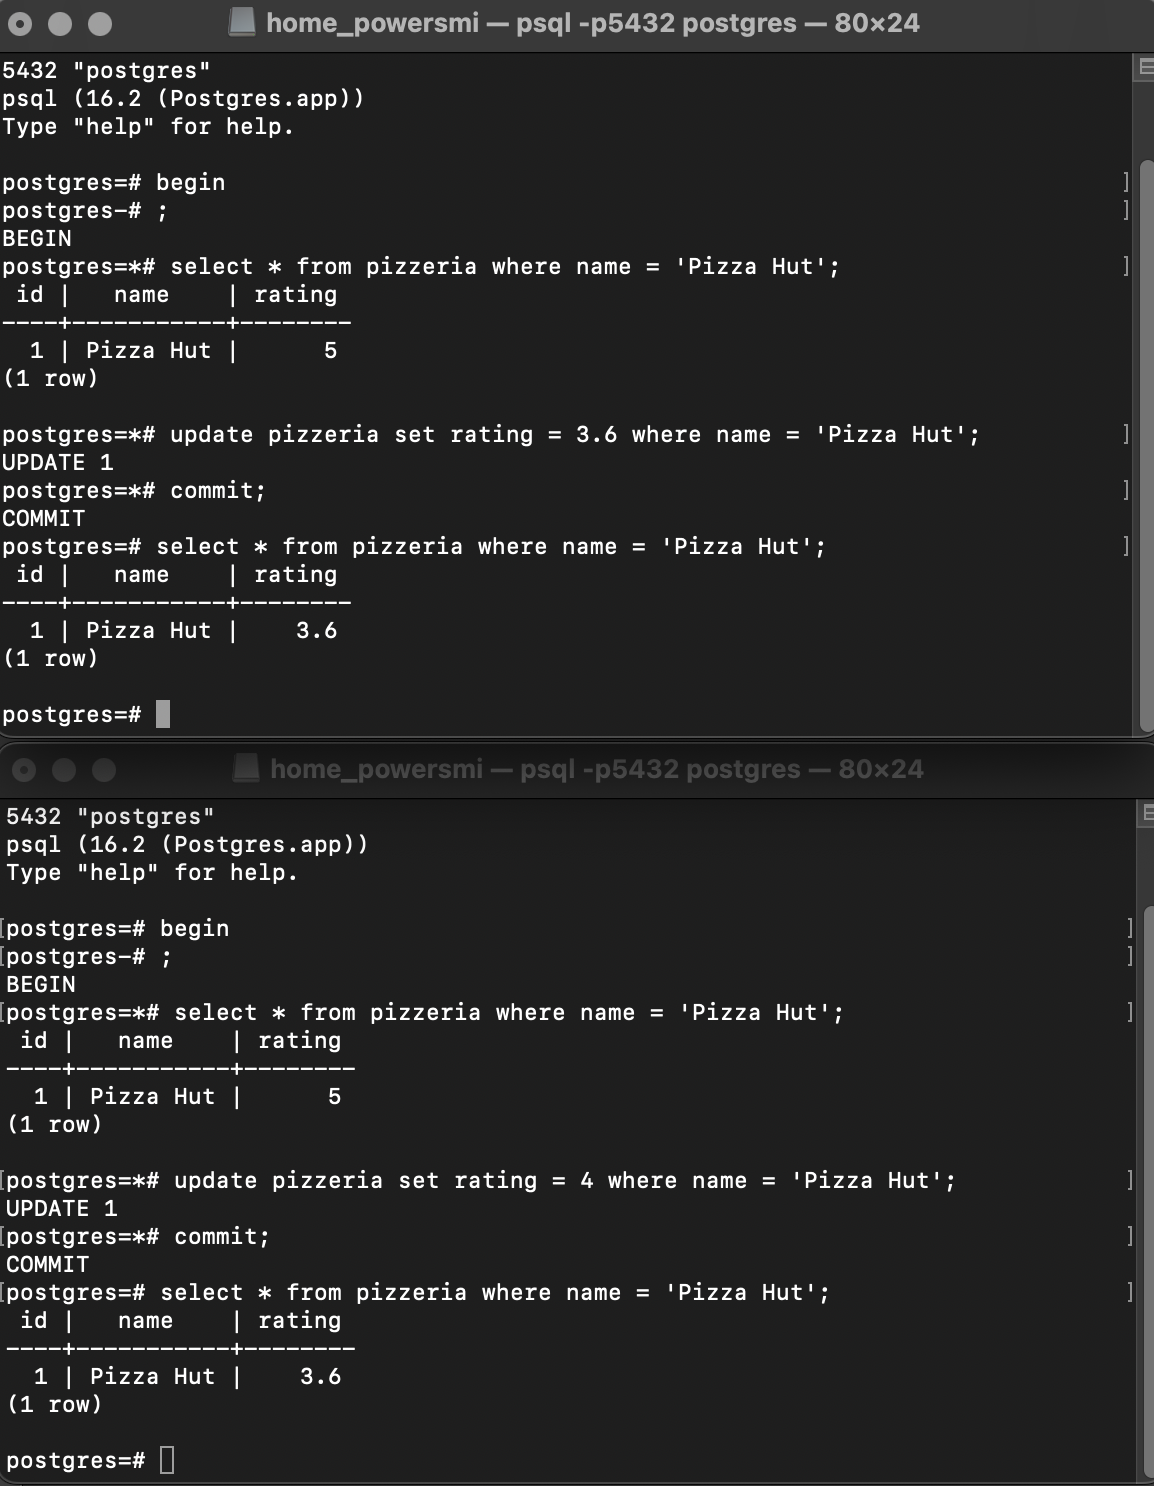 home_powersmi — psql -p5432 postgres — 80×24
5432 "postgres"
psql (16.2 (Postgres.app))
Type "help" for help.
postgres=# begin
postgres-# ;
BEGIN
postgres=*# select * from pizzeria where name = 'Pizza Hut';
 id |   name    | rating
----+-----------+--------
  1 | Pizza Hut |      5
(1 row)
postgres=*# update pizzeria set rating = 3.6 where name = 'Pizza Hut';
UPDATE 1
postgres=*# commit;
COMMIT
postgres=# select * from pizzeria where name = 'Pizza Hut';
 id |   name    | rating
----+-----------+--------
  1 | Pizza Hut |    3.6
(1 row)
postgres=#
home_powersmi — psql -p5432 postgres — 80×24
5432 "postgres"
psql (16.2 (Postgres.app))
Type "help" for help.
[postgres=# begin ]
[postgres-# ; ]
BEGIN
[postgres=*# select * from pizzeria where name = 'Pizza Hut'; ]
 id |   name    | rating
----+-----------+--------
  1 | Pizza Hut |      5
(1 row)
[postgres=*# update pizzeria set rating = 4 where name = 'Pizza Hut'; ]
UPDATE 1
[postgres=*# commit; ]
COMMIT
[postgres=# select * from pizzeria where name = 'Pizza Hut'; ]
 id |   name    | rating
----+-----------+--------
  1 | Pizza Hut |    3.6
(1 row)
postgres=#